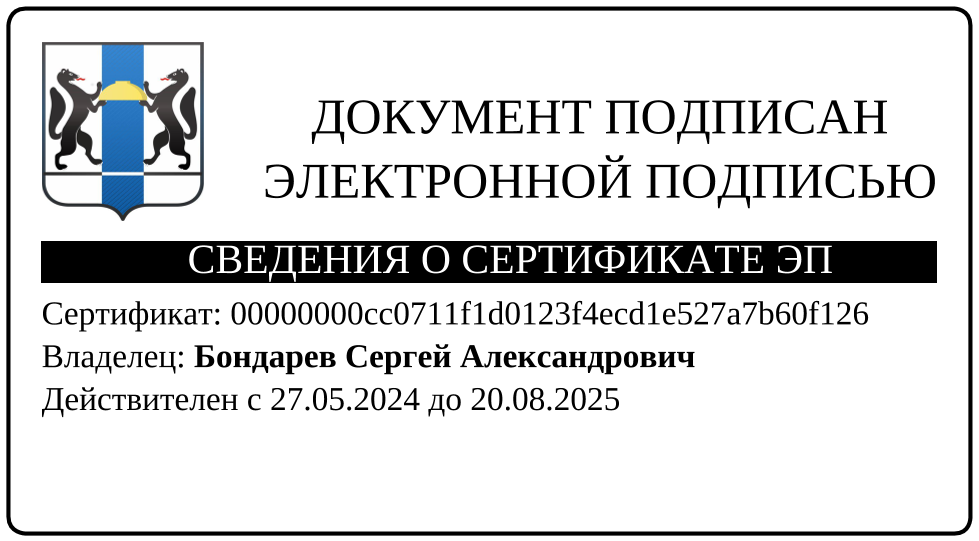 ДОКУМЕНТ ПОДПИСАН
ЭЛЕКТРОННОЙ ПОДПИСЬЮ
СВЕДЕНИЯ О СЕРТИФИКАТЕ ЭП
Сертификат: 00000000cc0711f1d0123f4ecd1e527a7b60f126
Владелец: Бондарев Сергей Александрович
Действителен с 27.05.2024 до 20.08.2025